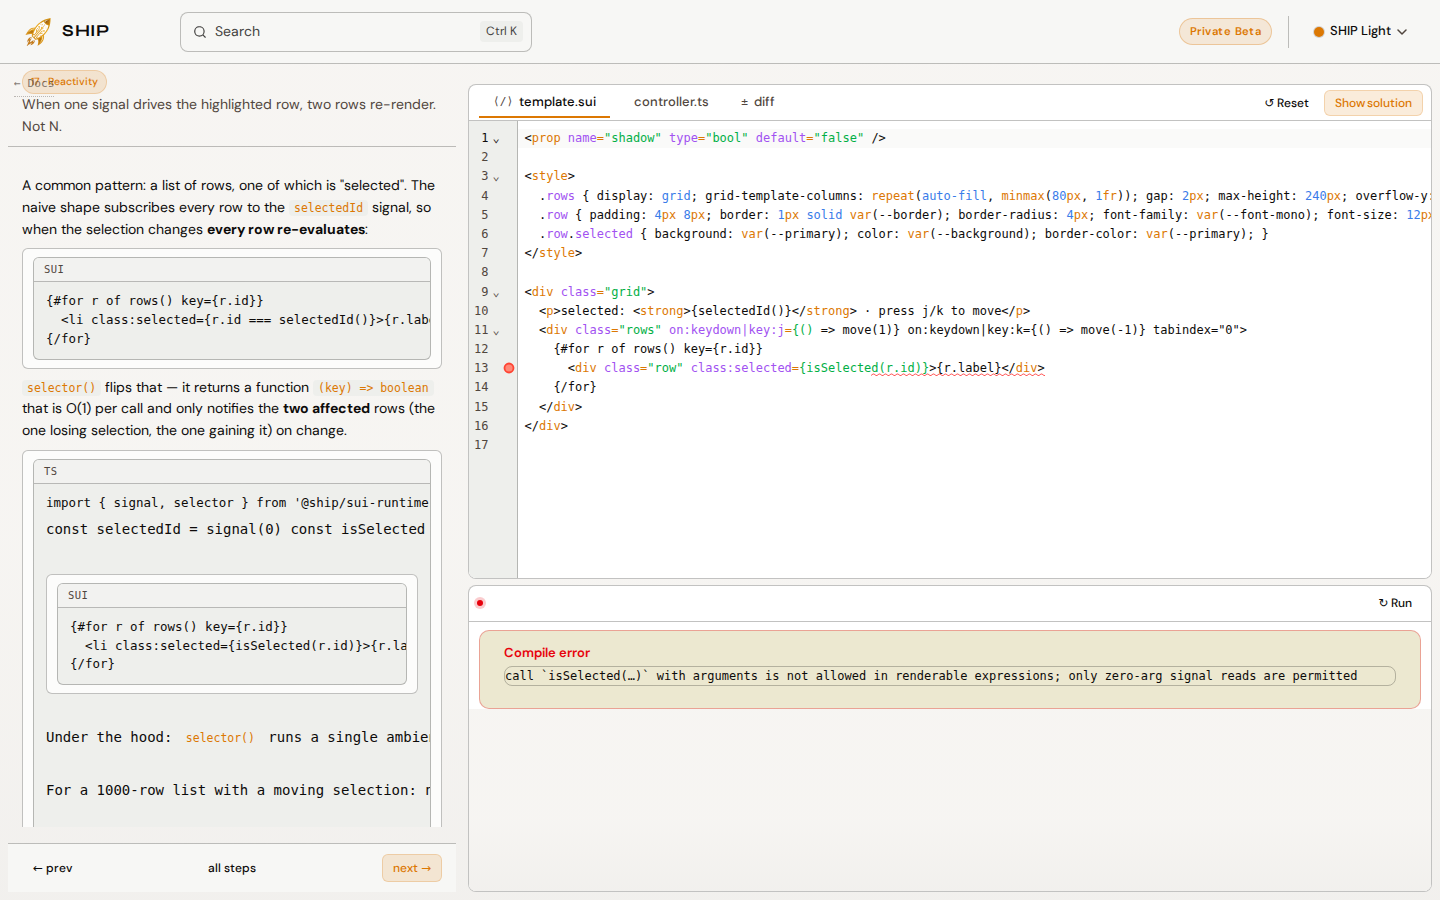 SHIP
Search
Ctrl K
Private Beta
SHIP Light
← Docs
Reactivity
When one signal drives the highlighted row, two rows re-render.
Not N.
A common pattern: a list of rows, one of which is "selected". The
naive shape subscribes every row to the selectedId signal, so
when the selection changes every row re-evaluates:
SUI
{#for r of rows() key={r.id}}
<li class:selected={r.id === selectedId()}>{r.labe
{/for}
selector() flips that — it returns a function (key) => boolean
that is O(1) per call and only notifies the two affected rows (the
one losing selection, the one gaining it) on change.
TS
import { signal, selector } from '@ship/sui-runtime
const selectedId = signal(0) const isSelected
SUI
{#for r of rows() key={r.id}}
<li class:selected={isSelected(r.id)}>{r.la
{/for}
Under the hood: selector() runs a single ambie
For a 1000-row list with a moving selection:
← prev
all steps
next →
template.sui
controller.ts
± diff
↺ Reset
Show solution
1 <prop name="shadow" type="bool" default="false" />
2
3 <style>
4 .rows { display: grid; grid-template-columns: repeat(auto-fill, minmax(80px, 1fr)); gap: 2px; max-height: 240px; overflow-y:
5 .row { padding: 4px 8px; border: 1px solid var(--border); border-radius: 4px; font-family: var(--font-mono); font-size: 12px
6 .row.selected { background: var(--primary); color: var(--background); border-color: var(--primary); }
7 </style>
8
9 <div class="grid">
10 <p>selected: <strong>{selectedId()}</strong> · press j/k to move</p>
11 <div class="rows" on:keydown|key:j={() => move(1)} on:keydown|key:k={() => move(-1)} tabindex="0">
12 {#for r of rows() key={r.id}}
13 <div class="row" class:selected={isSelected(r.id)}>{r.label}</div>
14 {/for}
15 </div>
16 </div>
17
↻ Run
Compile error
call `isSelected(…)` with arguments is not allowed in renderable expressions; only zero-arg signal reads are permitted